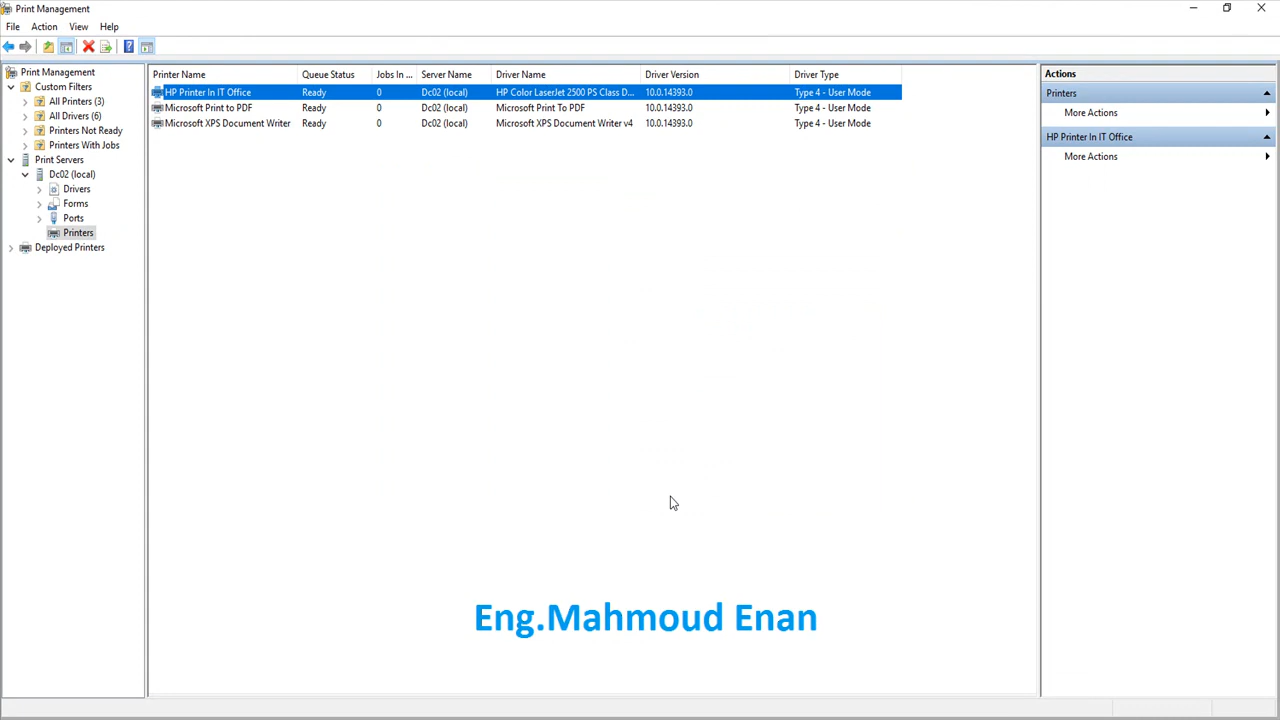 Print Management
File Action View Help
Print Management
Custom Filters
All Printers (3)
All Drivers (6)
Printers Not Ready
Printers With Jobs
Print Servers
Dc02 (local)
Drivers
Forms
Ports
Printers
Deployed Printers
Printer Name Queue Status Jobs In ... Server Name Driver Name Driver Version Driver Type
HP Printer In IT Office Ready 0 Dc02 (local) HP Color LaserJet 2500 PS Class D... 10.0.14393.0 Type 4 - User Mode
Microsoft Print to PDF Ready 0 Dc02 (local) Microsoft Print To PDF 10.0.14393.0 Type 4 - User Mode
Microsoft XPS Document Writer Ready 0 Dc02 (local) Microsoft XPS Document Writer v4 10.0.14393.0 Type 4 - User Mode
Actions
Printers
More Actions
HP Printer In IT Office
More Actions
Eng.Mahmoud Enan